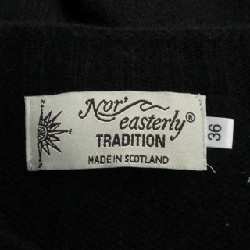 Nor'
easterly®
TRADITION
MADE IN SCOTLAND
36